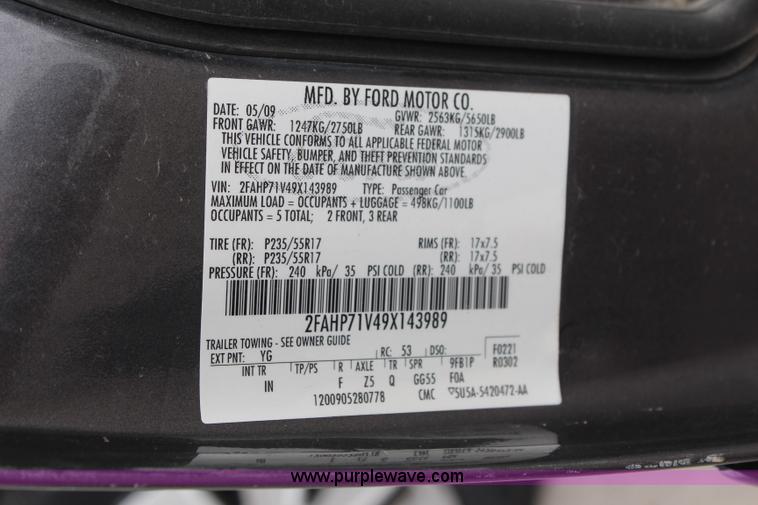 MFD. BY FORD MOTOR CO.
DATE: 05/09 GVWR: 2563KG/5650LB
FRONT GAWR: 1247KG/2750LB REAR GAWR: 1315KG/2900LB
THIS VEHICLE CONFORMS TO ALL APPLICABLE FEDERAL MOTOR
VEHICLE SAFETY, BUMPER, AND THEFT PREVENTION STANDARDS
IN EFFECT ON THE DATE OF MANUFACTURE SHOWN ABOVE.
VIN: 2FAHP71V49X143989 TYPE: Passenger Car
MAXIMUM LOAD = OCCUPANTS + LUGGAGE = 498KG/1100LB
OCCUPANTS = 5 TOTAL; 2 FRONT, 3 REAR
TIRE (FR): P235/55R17 RIMS (FR): 17x7.5
(RR): P235/55R17 (RR): 17x7.5
PRESSURE (FR): 240 kPa/ 35 PSI COLD (RR): 240 kPa/ 35 PSI COLD
2FAHP71V49X143989
TRAILER TOWING - SEE OWNER GUIDE
EXT PNT: YG RC: 53 DSO: F0221
INT TR TP/PS R AXLE TR SPR 9FB1P R0302
IN F Z5 Q GG55 F0A
1200905280778 CMC ▽5U5A-5420472-AA
www.purplewave.com